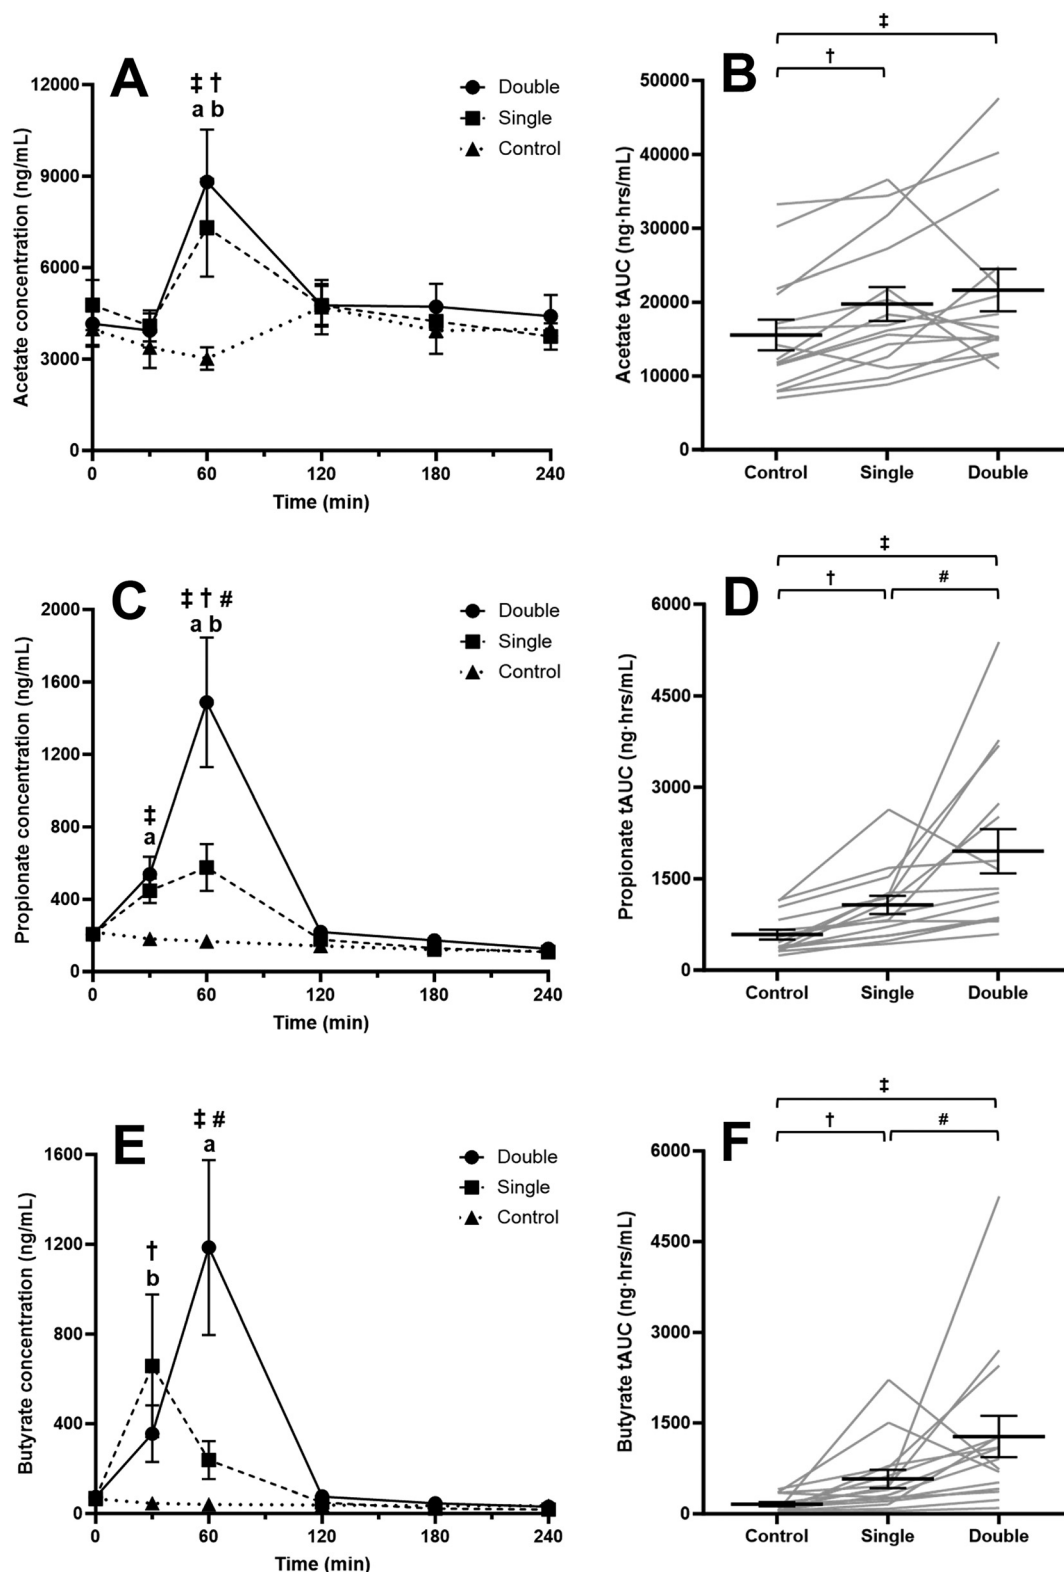 A
‡ †
a b
Double
Single
Control
12000
9000
6000
3000
0
Acetate concentration (ng/mL)
0 60 120 180 240
Time (min)
B
‡
†
50000
40000
30000
20000
10000
0
Acetate tAUC (ng·hrs/mL)
Control Single Double
C
‡ † #
a b
‡
a
Double
Single
Control
2000
1600
1200
800
400
0
Propionate concentration (ng/mL)
0 60 120 180 240
Time (min)
D
‡
† #
6000
4500
3000
1500
0
Propionate tAUC (ng·hrs/mL)
Control Single Double
E
‡ #
a
†
b
Double
Single
Control
1600
1200
800
400
0
Butyrate concentration (ng/mL)
0 60 120 180 240
Time (min)
F
‡
† #
6000
4500
3000
1500
0
Butyrate tAUC (ng·hrs/mL)
Control Single Double